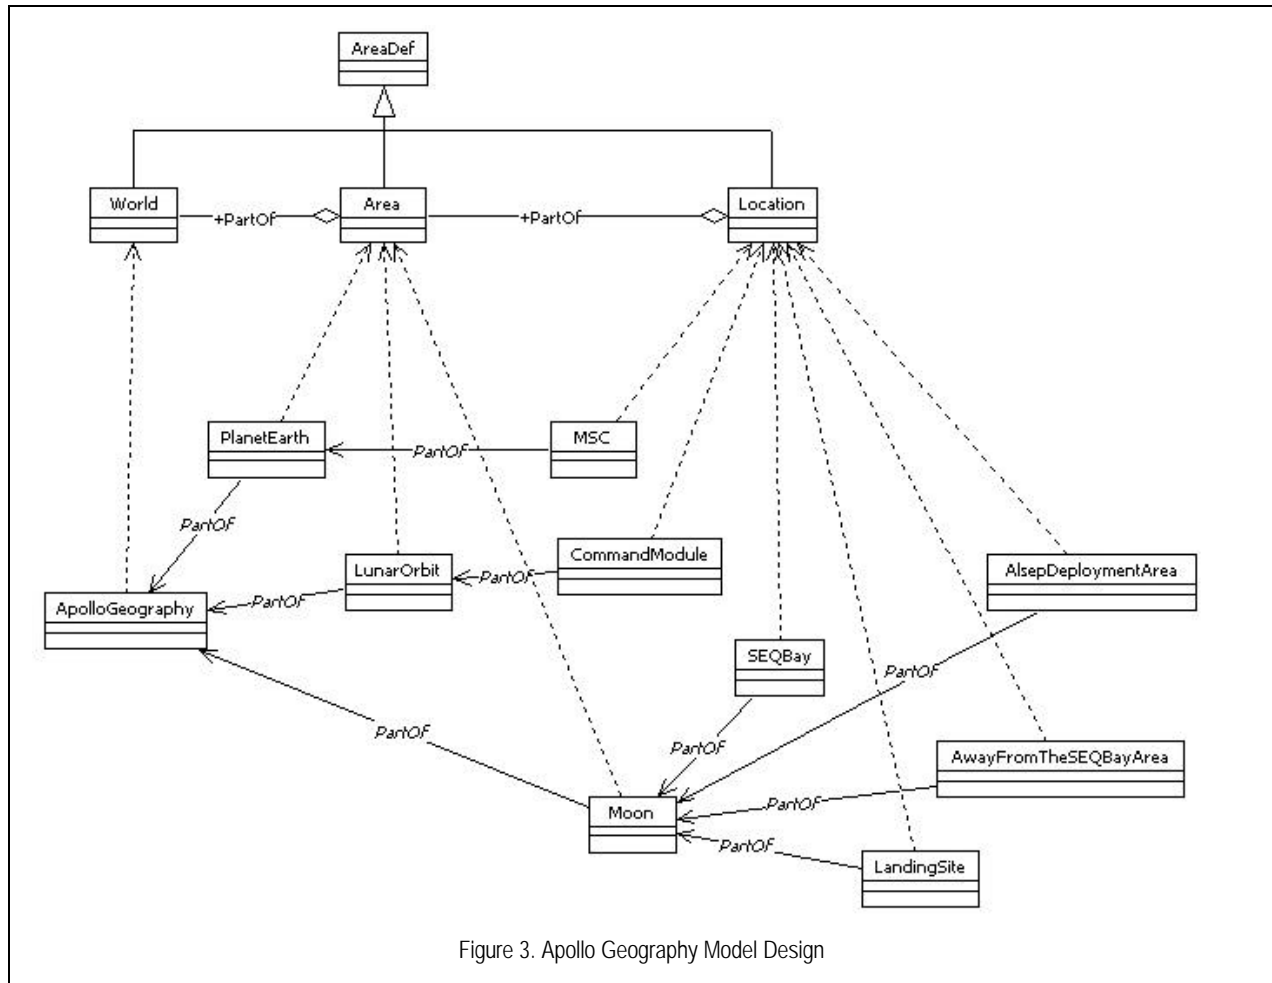 AreaDef
World
+PartOf
Area
+PartOf
Location
PlanetEarth
PartOf
MSC
PartOf
LunarOrbit
PartOf
CommandModule
AlsepDeploymentArea
ApolloGeography
PartOf
SEQBay
PartOf
PartOf
PartOf
AwayFromTheSEQBayArea
Moon
PartOf
PartOf
LandingSite
Figure 3. Apollo Geography Model Design